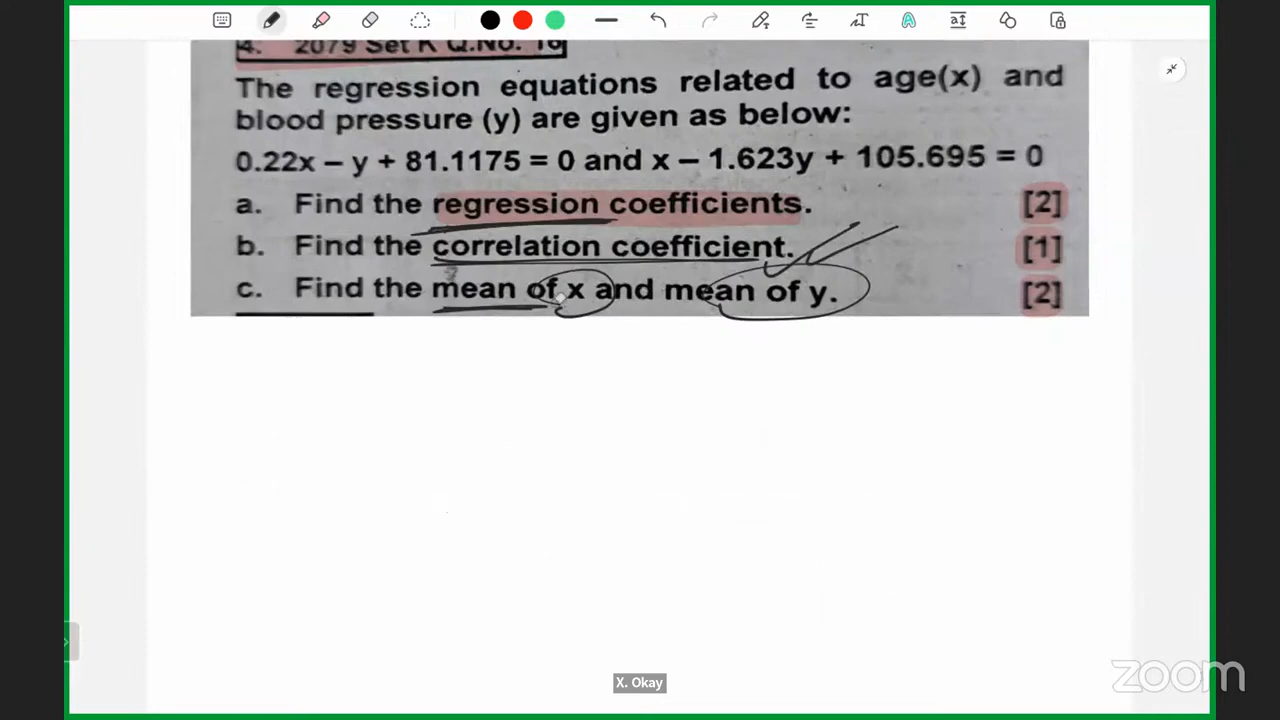 4. 2079 Set K Q.No. 16
The regression equations related to age(x) and
blood pressure (y) are given as below:
0.22x – y + 81.1175 = 0 and x – 1.623y + 105.695 = 0
a. Find the regression coefficients. [2]
b. Find the correlation coefficient. [1]
c. Find the mean of x and mean of y. [2]
X. Okay
zoom